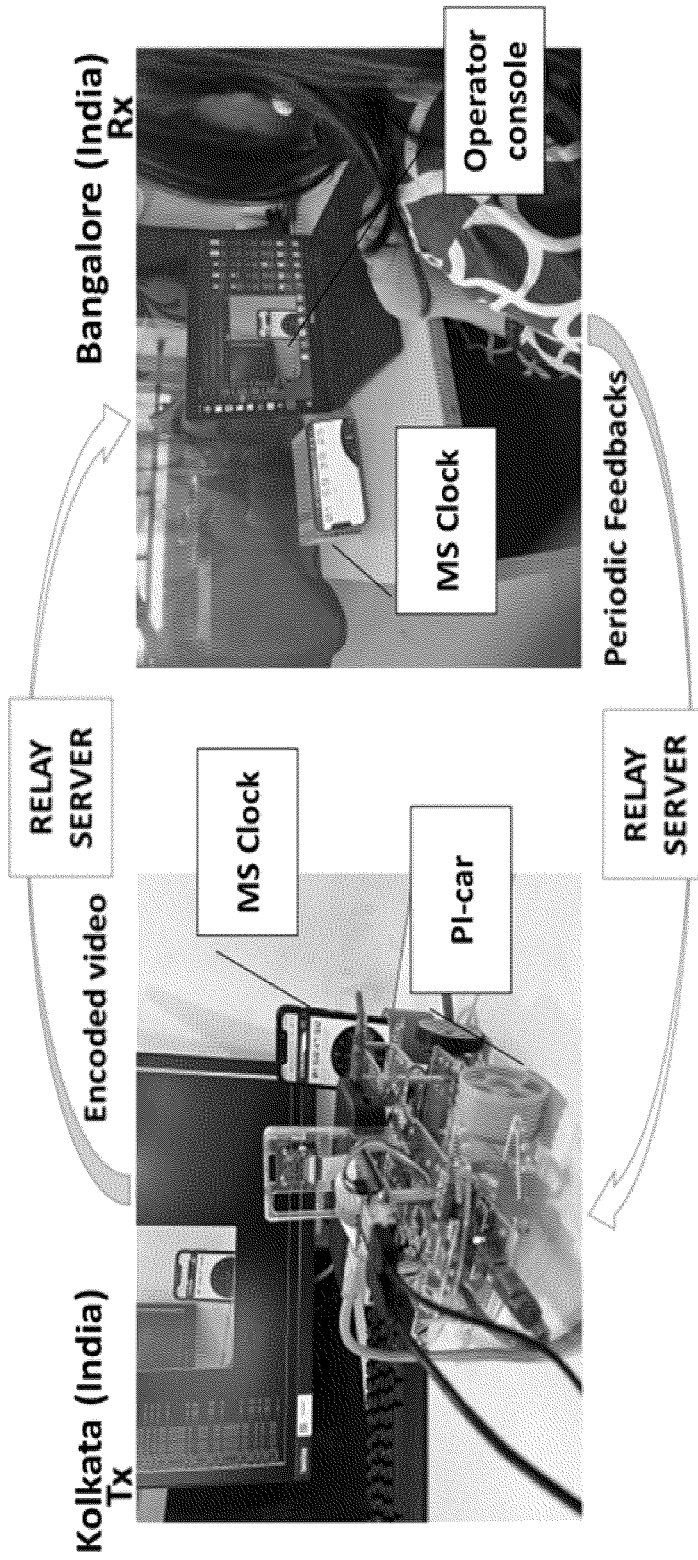 Kolkata (India)
Tx
Encoded video
RELAY
SERVER
Bangalore (India)
Rx
MS Clock
PI-car
MS Clock
Operator
console
RELAY
SERVER
Periodic Feedbacks